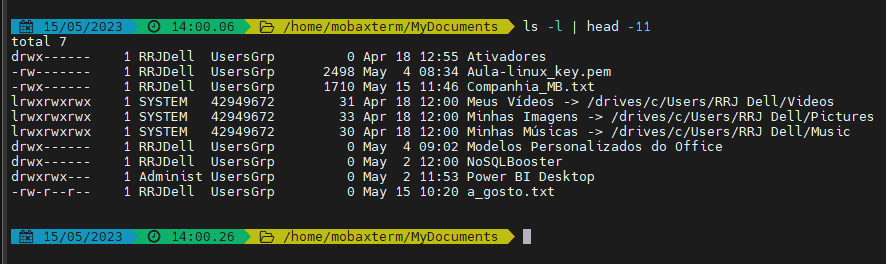 15/05/2023 14:00.06 /home/mobaxterm/MyDocuments ls -l | head -11
total 7
drwx------ 1 RRJDell UsersGrp 0 Apr 18 12:55 Ativadores
-rw------- 1 RRJDell UsersGrp 2498 May 4 08:34 Aula-linux_key.pem
-rwx------ 1 RRJDell UsersGrp 1710 May 15 11:46 Companhia_MB.txt
lrwxrwxrwx 1 SYSTEM 42949672 31 Apr 18 12:00 Meus Vídeos -> /drives/c/Users/RRJ Dell/Videos
lrwxrwxrwx 1 SYSTEM 42949672 33 Apr 18 12:00 Minhas Imagens -> /drives/c/Users/RRJ Dell/Pictures
lrwxrwxrwx 1 SYSTEM 42949672 30 Apr 18 12:00 Minhas Músicas -> /drives/c/Users/RRJ Dell/Music
drwx------ 1 RRJDell UsersGrp 0 May 4 09:02 Modelos Personalizados do Office
drwx------ 1 RRJDell UsersGrp 0 May 2 12:00 NoSQLBooster
drwxrwx--- 1 Administ UsersGrp 0 May 2 11:53 Power BI Desktop
-rw-r--r-- 1 RRJDell UsersGrp 0 May 15 10:20 a_gosto.txt
15/05/2023 14:00.26 /home/mobaxterm/MyDocuments